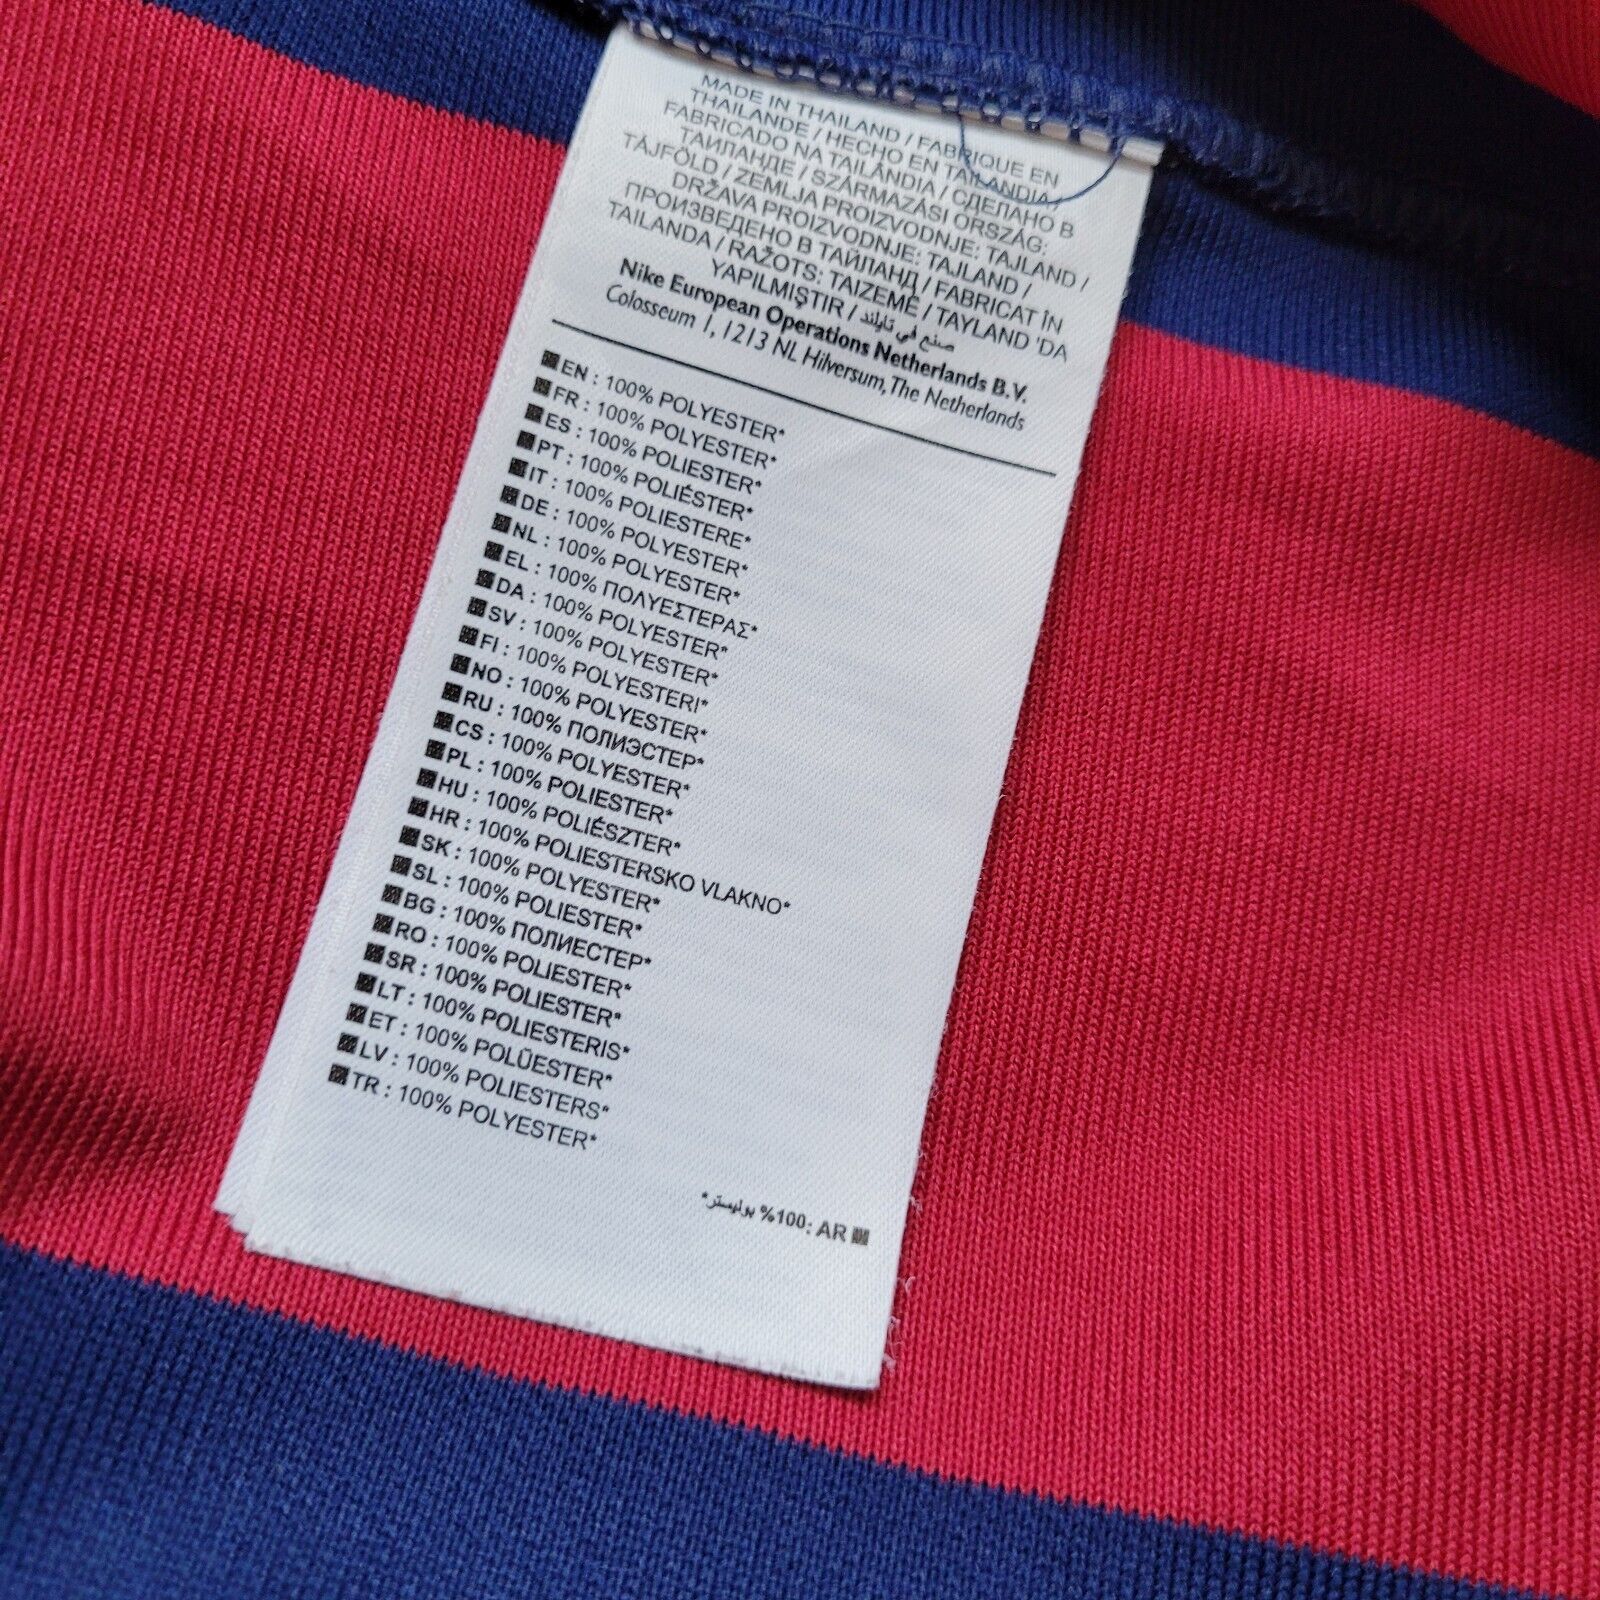 MADE IN THAILAND / FABRIQUE EN
THAILANDE / HECHO EN TAILANDIA /
FABRICADO NA TAILÂNDIA / СДЕЛАНО В
ТАИЛАНДЕ / SZÁRMAZÁSI ORSZÁG:
TÁJFÖLD / ZEMLJA PROIZVODNJE: TAJLAND /
DRŽAVA PROIZVODNJE: TAJLAND /
ПРОИЗВЕДЕНО В ТАЙЛАНД / FABRICAT ÎN
TAILANDA / RAŽOTS: TAIZEMĒ / TAYLAND 'DA
YAPILMIŞTIR / صنع في تايلند
Nike European Operations Netherlands B.V.
Colosseum 1, 1213 NL Hilversum, The Netherlands
EN : 100% POLYESTER*
FR : 100% POLYESTER*
ES : 100% POLIESTER*
PT : 100% POLIÉSTER*
IT : 100% POLIESTERE*
DE : 100% POLYESTER*
NL : 100% POLYESTER*
EL : 100% ΠΟΛΥΕΣΤΕΡΑΣ*
DA : 100% POLYESTER*
SV : 100% POLYESTER*
FI : 100% POLYESTERI*
NO : 100% POLYESTER*
RU : 100% ПОЛИЭСТЕР*
CS : 100% POLYESTER*
PL : 100% POLIESTER*
HU : 100% POLIÉSZTER*
HR : 100% POLIESTERSKO VLAKNO*
SK : 100% POLYESTER*
SL : 100% POLIESTER*
BG : 100% ПОЛИЕСТЕР*
RO : 100% POLIESTER*
SR : 100% POLIESTER*
LT : 100% POLIESTERIS*
ET : 100% POLÜESTER*
LV : 100% POLIESTERS*
TR : 100% POLYESTER*
AR :100% بوليستر*